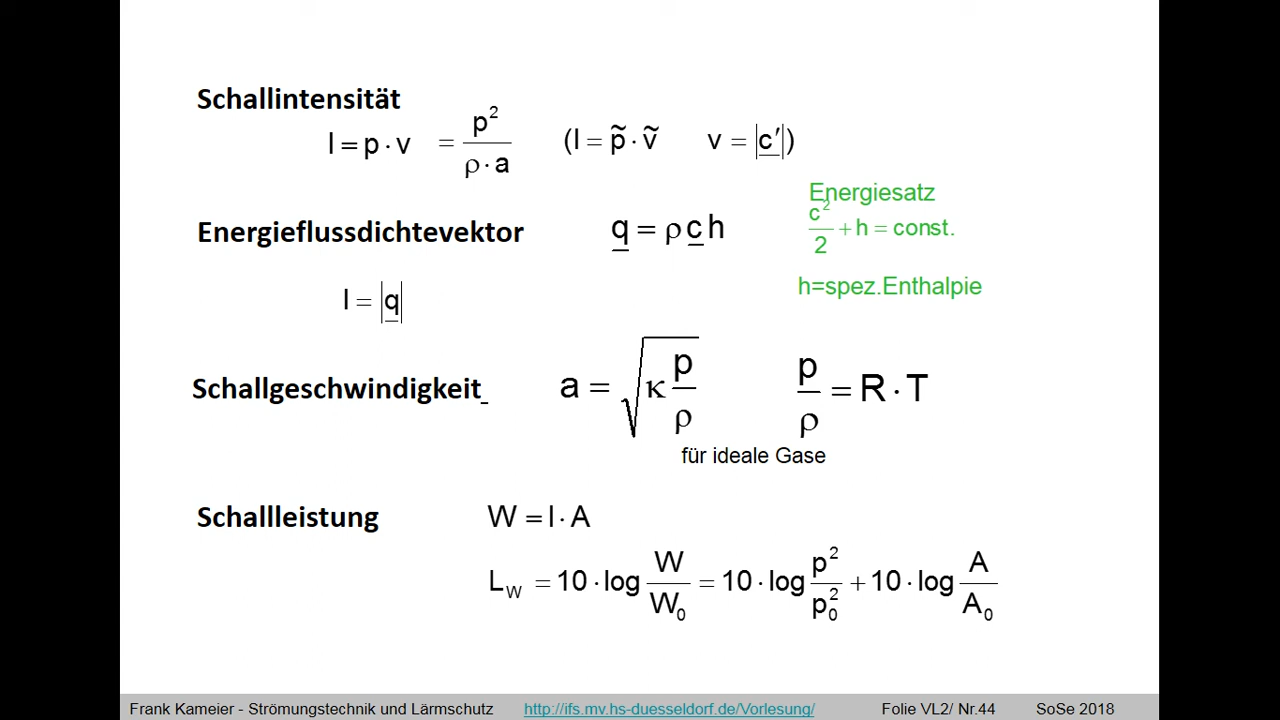 Schallintensität
I = p · v = p² / (ρ · a) (I = p̃ · ṽ v = |c′|)
Energiesatz
Energieflussdichtevektor q = ρ c h c²/2 + h = const.
h=spez.Enthalpie
I = |q|
Schallgeschwindigkeit a = √(κ p/ρ) p/ρ = R · T
für ideale Gase
Schallleistung W = I · A
L_W = 10 · log W/W₀ = 10 · log p²/p₀² + 10 · log A/A₀
Frank Kameier - Strömungstechnik und Lärmschutz http://ifs.mv.hs-duesseldorf.de/Vorlesung/ Folie VL2/ Nr.44 SoSe 2018